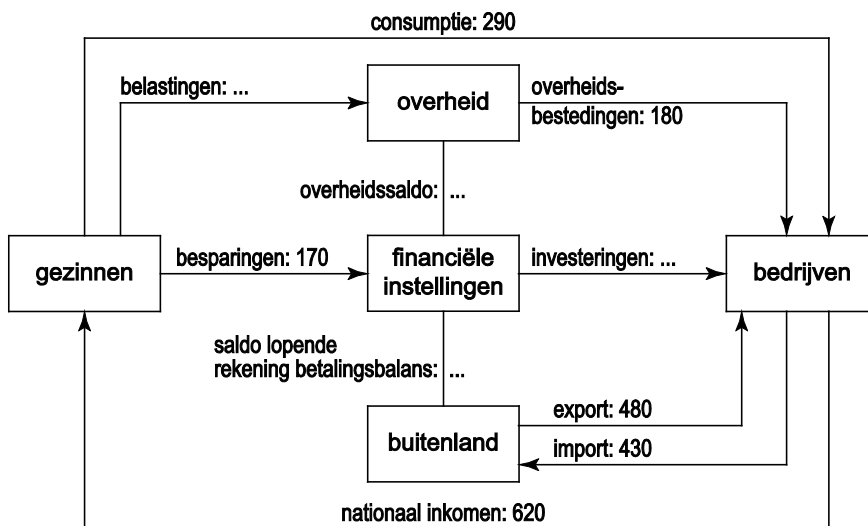 consumptie: 290
belastingen: ...
overheid
overheids-
bestedingen: 180
overheidssaldo: ...
gezinnen
besparingen: 170
financiële
instellingen
investeringen: ...
bedrijven
saldo lopende
rekening betalingsbalans: ...
buitenland
export: 480
import: 430
nationaal inkomen: 620